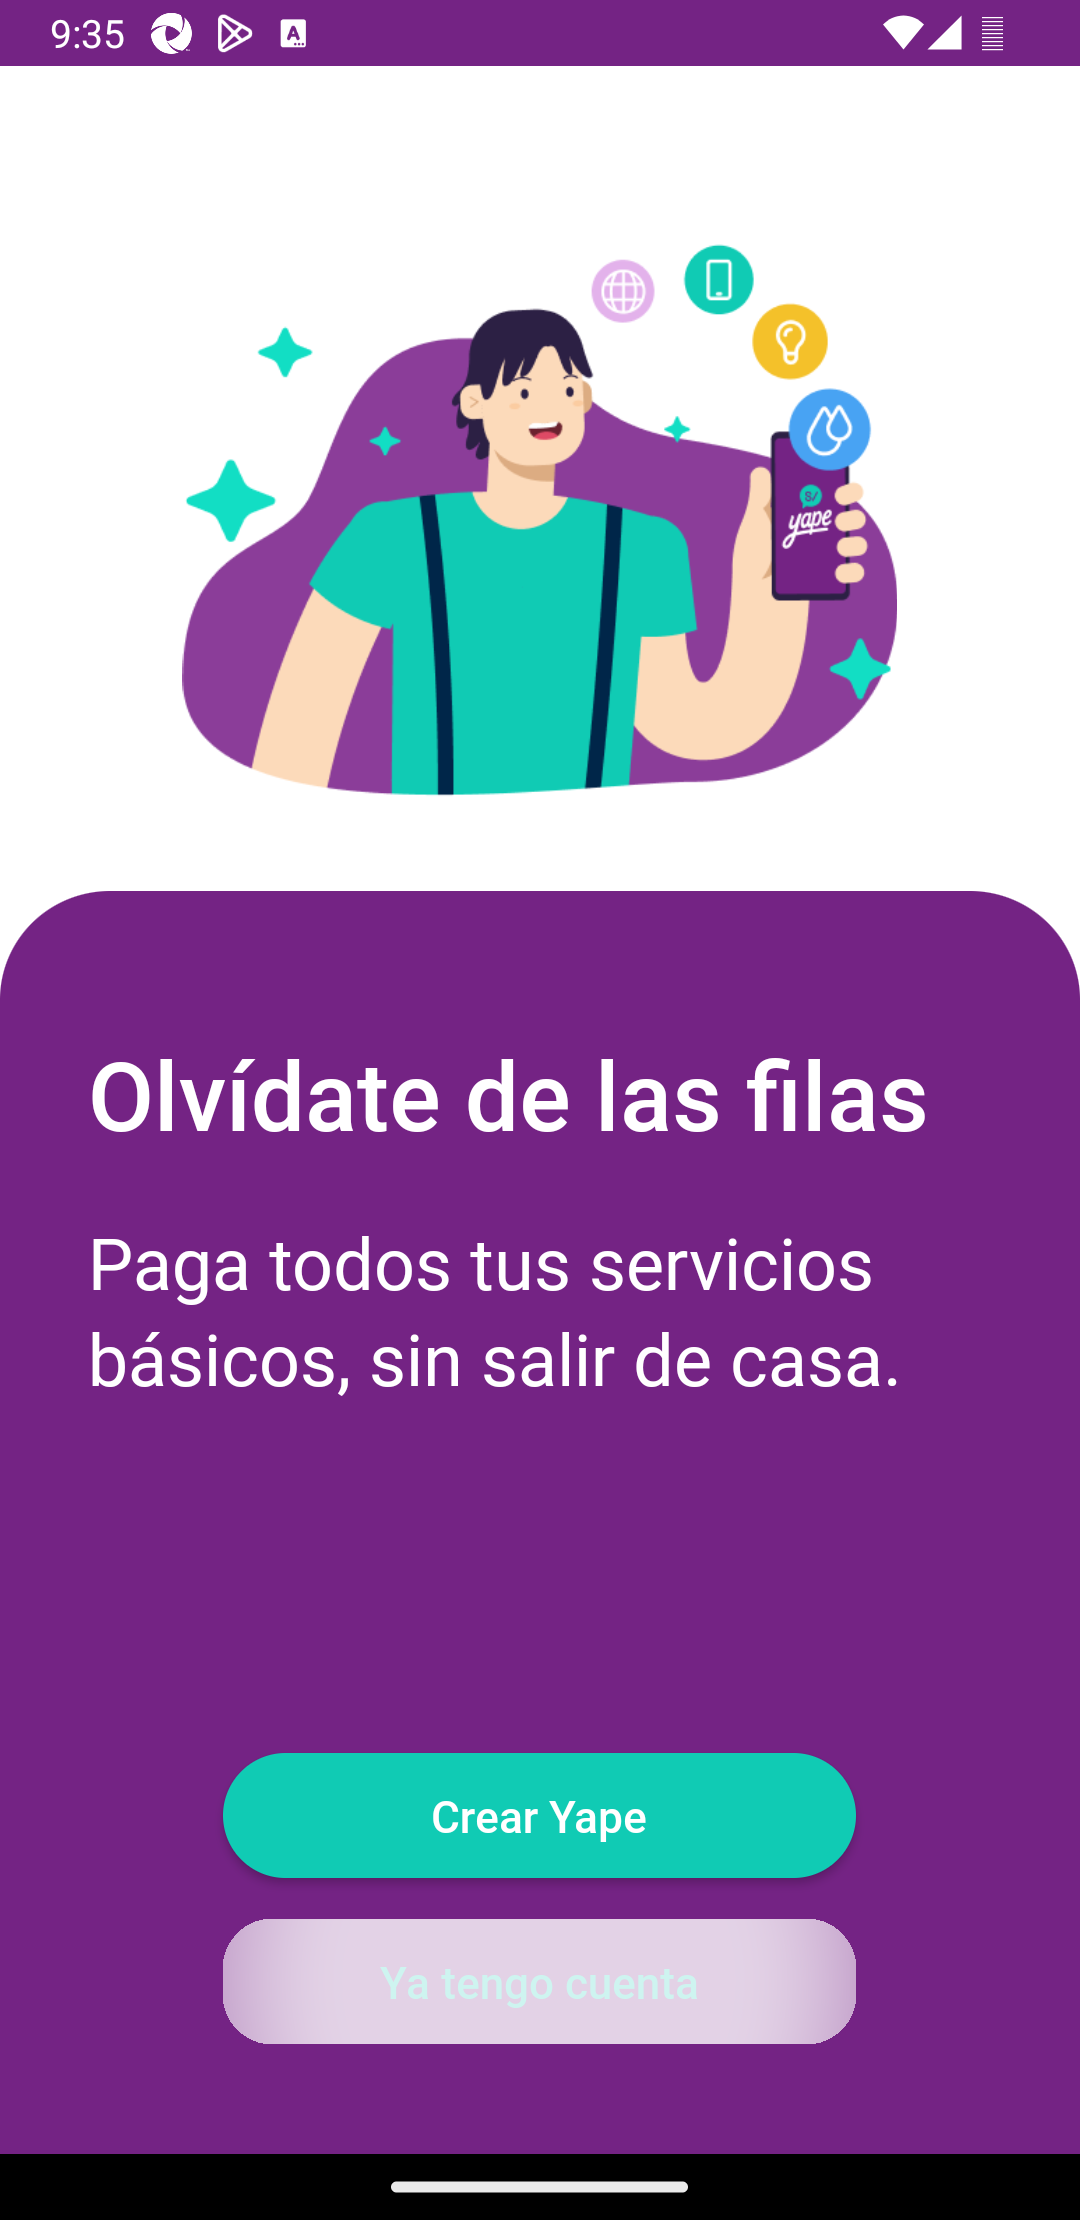 9:35
S/
yape
Olvídate de las filas
Paga todos tus servicios
básicos, sin salir de casa.
Crear Yape
Ya tengo cuenta